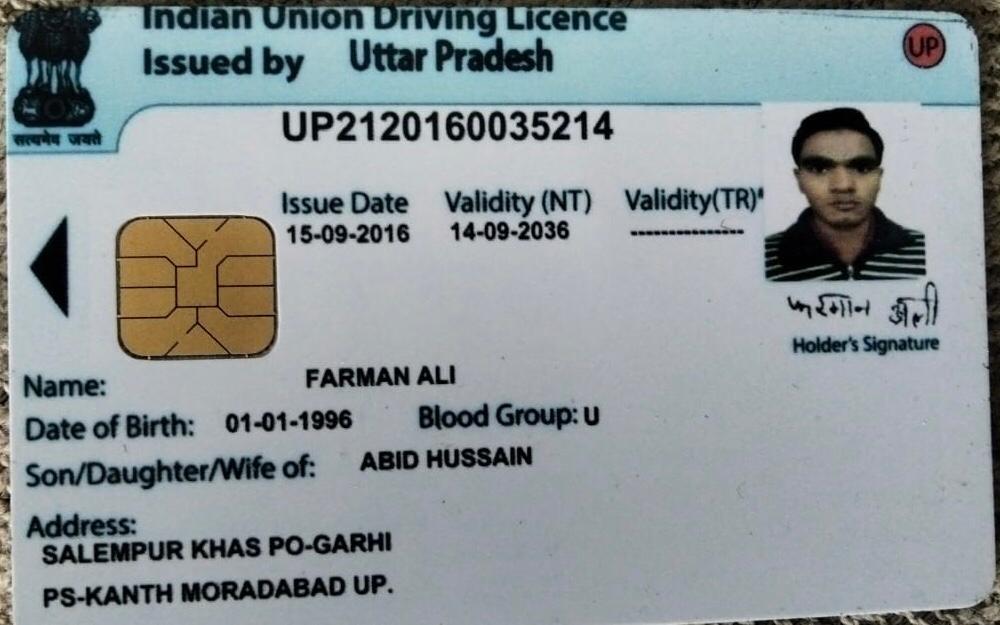 Indian Union Driving Licence
Issued by Uttar Pradesh
UP
सत्यमेव जयते
UP2120160035214
Issue Date Validity (NT) Validity(TR)*
15-09-2016 14-09-2036 ---------------
फरमान अली
Holder's Signature
Name: FARMAN ALI
Date of Birth: 01-01-1996 Blood Group: U
Son/Daughter/Wife of: ABID HUSSAIN
Address:
SALEMPUR KHAS PO-GARHI
PS-KANTH MORADABAD UP.